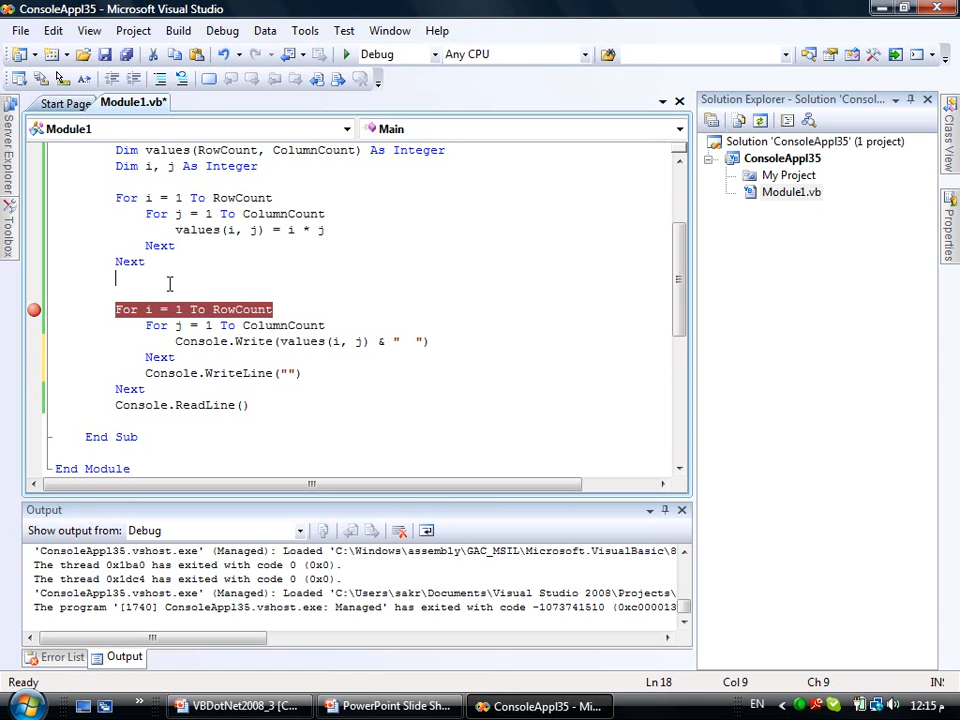 ConsoleAppl35 - Microsoft Visual Studio
File Edit View Project Build Debug Data Tools Test Window Help
Debug Any CPU
Start Page Module1.vb*
Module1 Main
Dim values(RowCount, ColumnCount) As Integer
Dim i, j As Integer
For i = 1 To RowCount
For j = 1 To ColumnCount
values(i, j) = i * j
Next
Next
For i = 1 To RowCount
For j = 1 To ColumnCount
Console.Write(values(i, j) & "  ")
Next
Console.WriteLine("")
Next
Console.ReadLine()
End Sub
End Module
Server Explorer
Toolbox
Solution Explorer - Solution 'Consol...
Solution 'ConsoleAppl35' (1 project)
ConsoleAppl35
My Project
Module1.vb
Class View
Properties
Output
Show output from: Debug
'ConsoleAppl35.vshost.exe' (Managed): Loaded 'C:\Windows\assembly\GAC_MSIL\Microsoft.VisualBasic\8
The thread 0x1ba0 has exited with code 0 (0x0).
The thread 0x1dc4 has exited with code 0 (0x0).
'ConsoleAppl35.vshost.exe' (Managed): Loaded 'C:\Users\sakr\Documents\Visual Studio 2008\Projects\
The program '[1740] ConsoleAppl35.vshost.exe: Managed' has exited with code -1073741510 (0xc000013
Error List Output
Ready Ln 18 Col 9 Ch 9 INS
VBDotNet2008_3 [C... PowerPoint Slide Sh... ConsoleAppl35 - Mi... EN 12:15 م